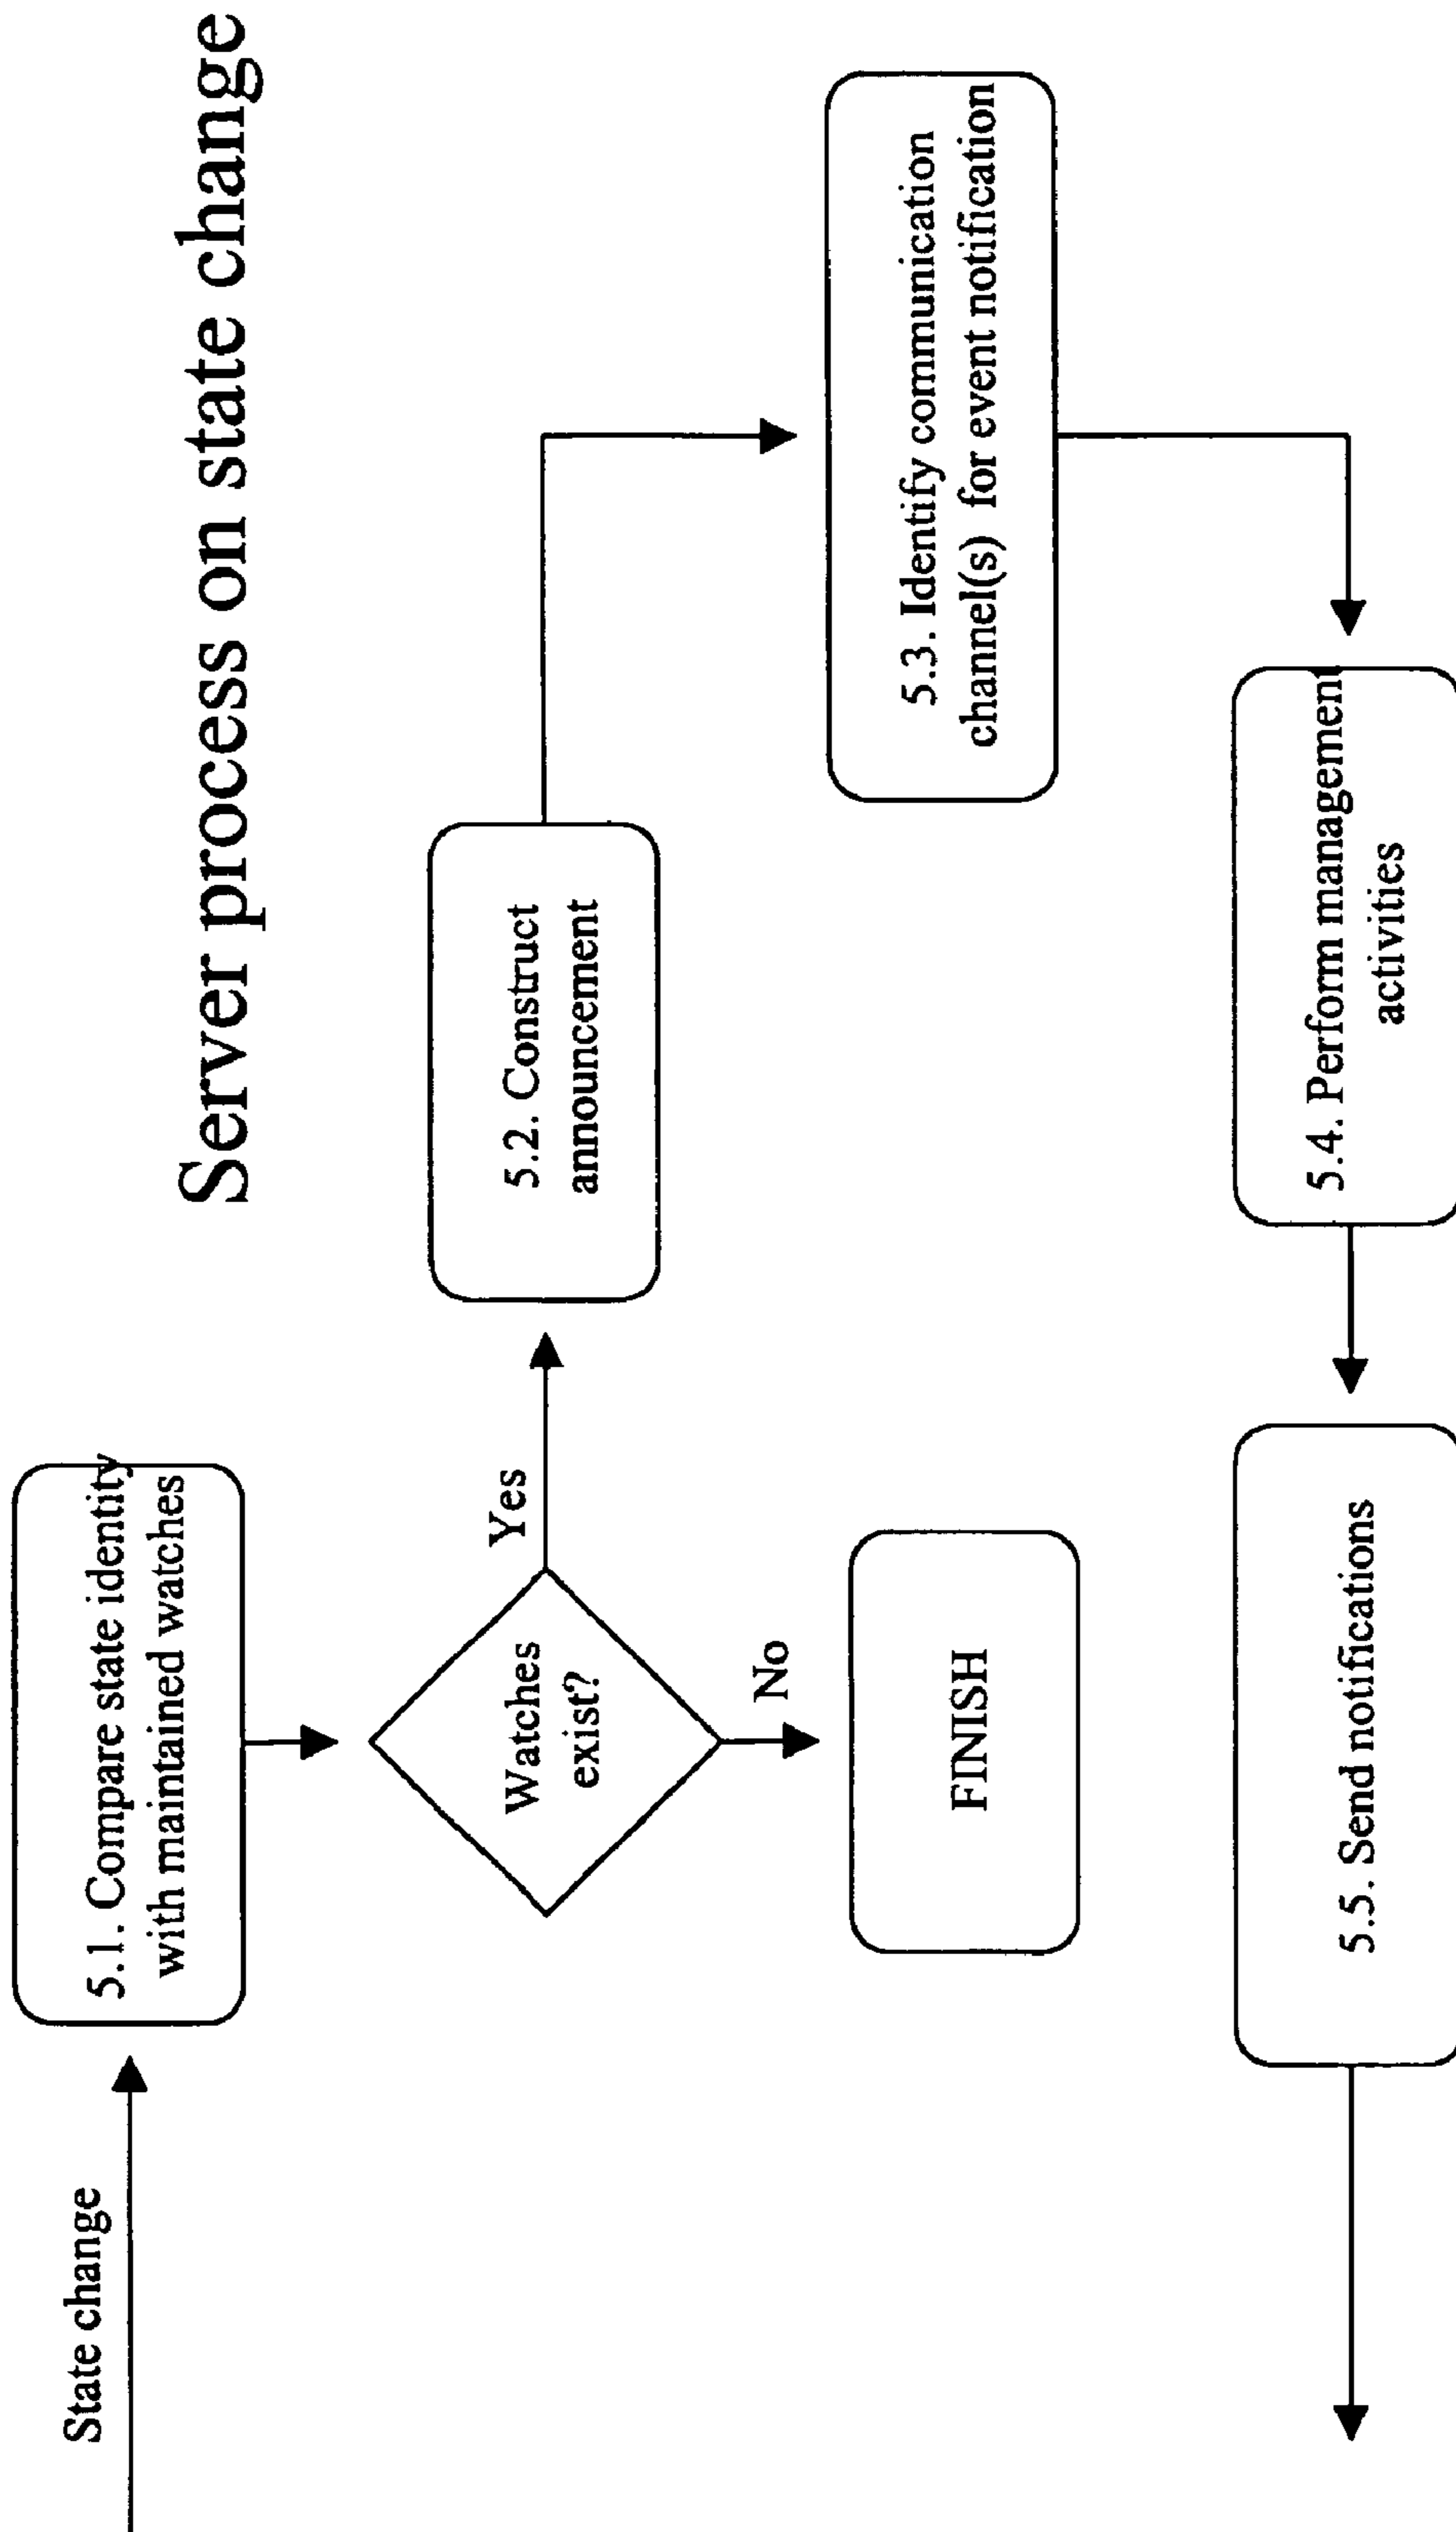 Server process on state change
State change
5.1. Compare state identity
with maintained watches
Watches
exist?
Yes
No
5.2. Construct
announcement
FINISH
5.3. Identify communication
channel(s) for event notification
5.4. Perform management
activities
5.5. Send notifications